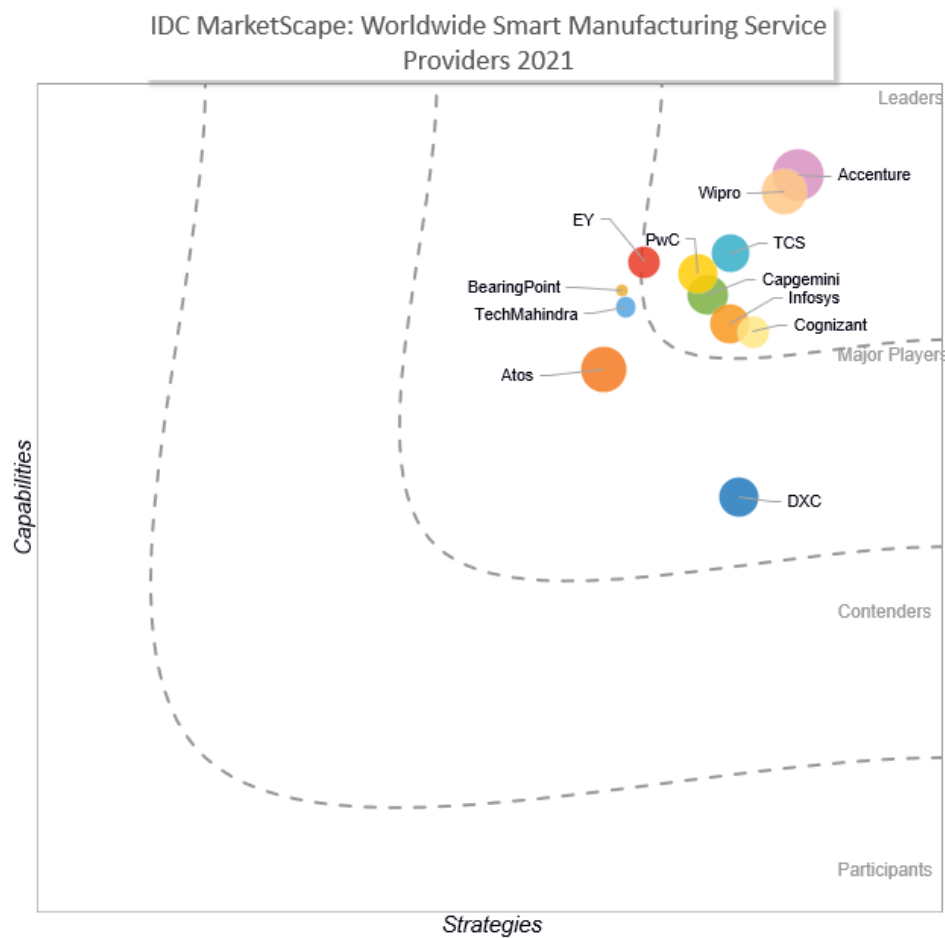 IDC MarketScape: Worldwide Smart Manufacturing Service
Providers 2021
Leaders
Accenture
Wipro
EY
PwC
TCS
BearingPoint
Capgemini
Infosys
TechMahindra
Cognizant
Major Players
Atos
Capabilities
DXC
Contenders
Participants
Strategies